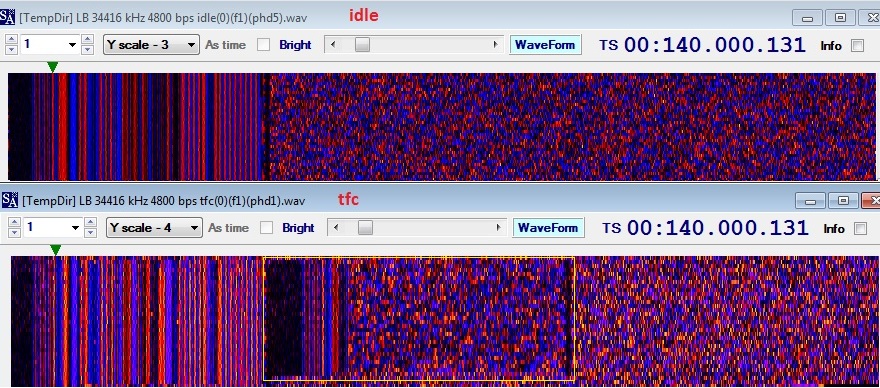 SA [TempDir] LB 34416 kHz 4800 bps idle(0)(f1)(phd5).wav idle
1 Y scale - 3 As time Bright WaveForm TS 00:140.000.131 Info
SA [TempDir] LB 34416 kHz 4800 bps tfc(0)(f1)(phd1).wav tfc
1 Y scale - 4 As time Bright WaveForm TS 00:140.000.131 Info